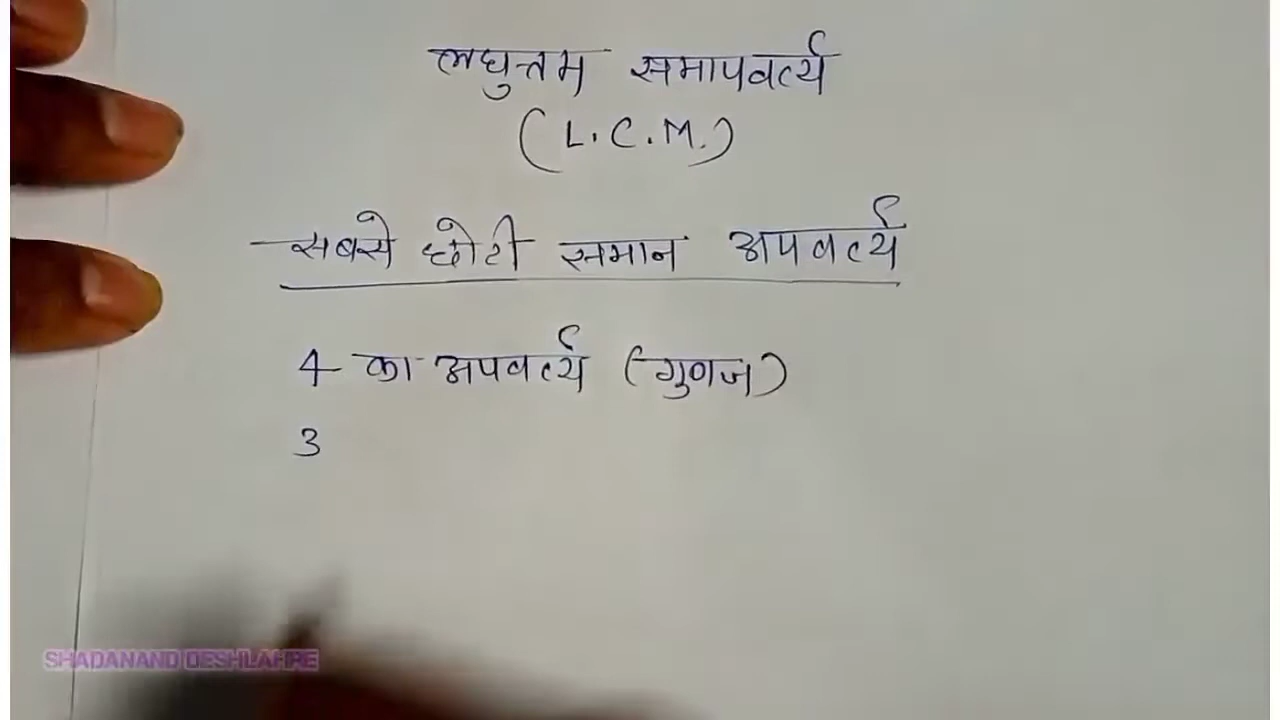 लघुत्तम समापवर्त्य
(L.C.M.)
सबसे छोटी समान अपवर्त्य
4 का अपवर्त्य (गुणज)
3
SHADANAND DESHLAHRE